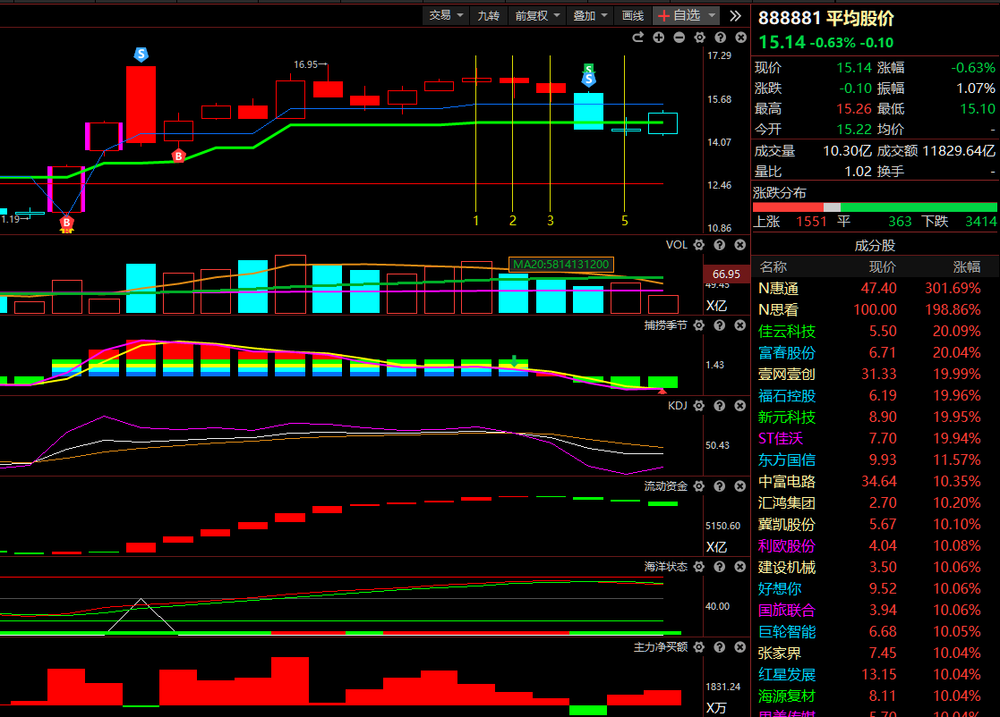 交易 九转 前复权 叠加 画线 +自选 >>
888881 平均股价
15.14 -0.63% -0.10
现价 15.14 涨幅 -0.63%
涨跌 -0.10 振幅 1.07%
最高 15.26 最低 15.10
今开 15.22 均价 -
成交量 10.30亿 成交额 11829.64亿
量比 1.02 换手 -
涨跌分布
上涨 1551 平 363 下跌 3414
成分股
名称 现价 涨幅
N惠通 47.40 301.69%
N思看 100.00 198.86%
佳云科技 5.50 20.09%
富春股份 6.71 20.04%
壹网壹创 31.33 19.99%
福石控股 6.19 19.96%
新元科技 8.90 19.95%
ST佳沃 7.70 19.94%
东方国信 9.93 11.57%
中富电路 34.64 10.35%
汇鸿集团 2.70 10.20%
冀凯股份 5.67 10.10%
利欧股份 4.04 10.08%
建设机械 3.50 10.06%
好想你 9.52 10.06%
国旅联合 3.94 10.06%
巨轮智能 6.68 10.05%
张家界 7.45 10.04%
红星发展 13.15 10.04%
海源复材 8.11 10.04%
5.70 10.04%
17.29
S
16.95→
S
S
15.68
B
14.07
12.46
1.19→
B
1 2 3 5
10.86
VOL
MA20:5814131200
66.95
49.45
X亿
捕捞季节
1.43
KDJ
50.43
流动资金
5150.60
X亿
海洋状态
40.00
主力净买额
1831.24
X万